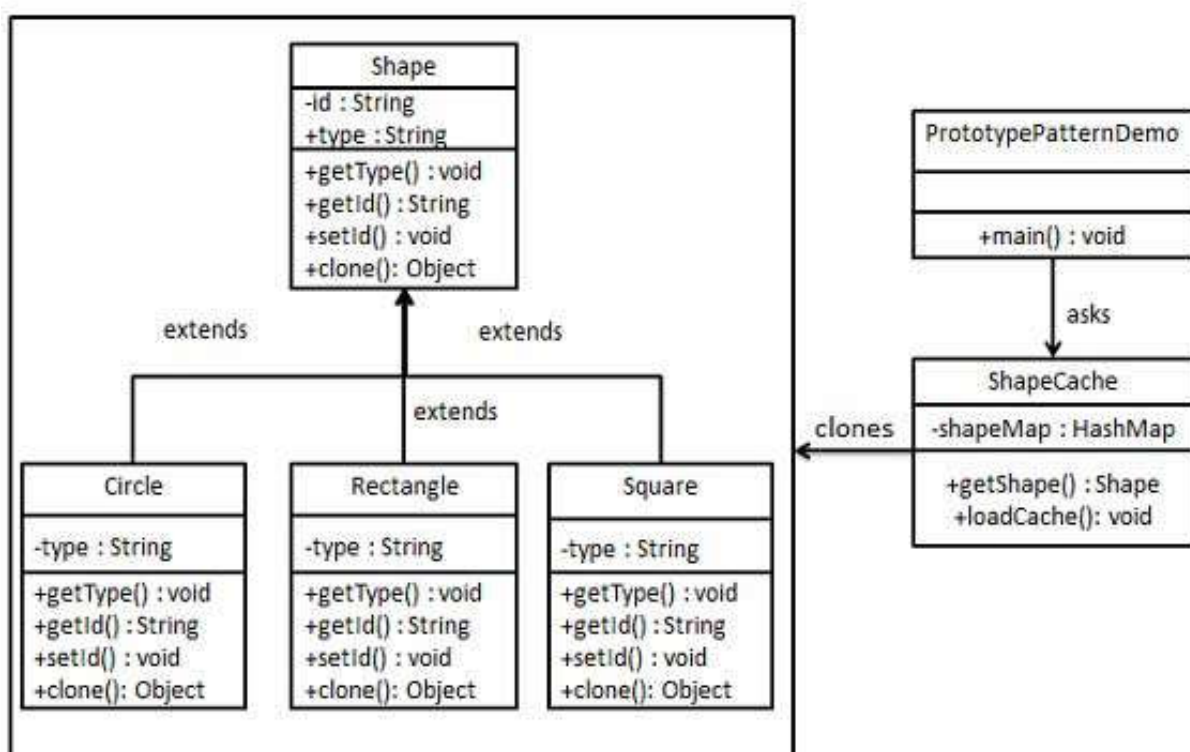 Shape
-id : String
+type : String
+getType() : void
+getId() : String
+setId() : void
+clone(): Object
PrototypePatternDemo
+main() : void
asks
extends
extends
extends
ShapeCache
-shapeMap : HashMap
+getShape() : Shape
+loadCache(): void
clones
Circle
-type : String
+getType() : void
+getId() : String
+setId() : void
+clone(): Object
Rectangle
-type : String
+getType() : void
+getId() : String
+setId() : void
+clone(): Object
Square
-type : String
+getType() : void
+getId() : String
+setId() : void
+clone(): Object